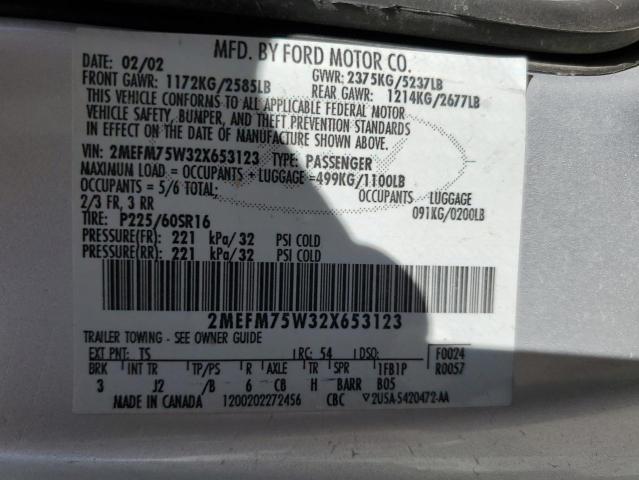 MFD. BY FORD MOTOR CO.
DATE: 02/02 GVWR: 2375KG/5237LB
FRONT GAWR: 1172KG/2585LB REAR GAWR: 1214KG/2677LB
THIS VEHICLE CONFORMS TO ALL APPLICABLE FEDERAL MOTOR
VEHICLE SAFETY, BUMPER, AND THEFT PREVENTION STANDARDS
IN EFFECT ON THE DATE OF MANUFACTURE SHOWN ABOVE.
VIN: 2MEFM75W32X653123 TYPE: PASSENGER
MAXIMUM LOAD = OCCUPANTS + LUGGAGE =499KG/1100LB
OCCUPANTS = 5/6 TOTAL: OCCUPANTS LUGGAGE
2/3 FR, 3 RR 091KG/0200LB
TIRE: P225/60SR16
PRESSURE(FR): 221 kPa/32 PSI COLD
PRESSURE(RR): 221 kPa/32 PSI COLD
2MEFM75W32X653123
TRAILER TOWING - SEE OWNER GUIDE
EXT PNT: TS RC: 54 DSO: F0024
BRK INT TR TP/PS R AXLE TR SPR 1FB1P R0057
3 J2 /B 6 CB H BARR B05
MADE IN CANADA 1200202272456 CBC ▽2U5A-5420472-AA